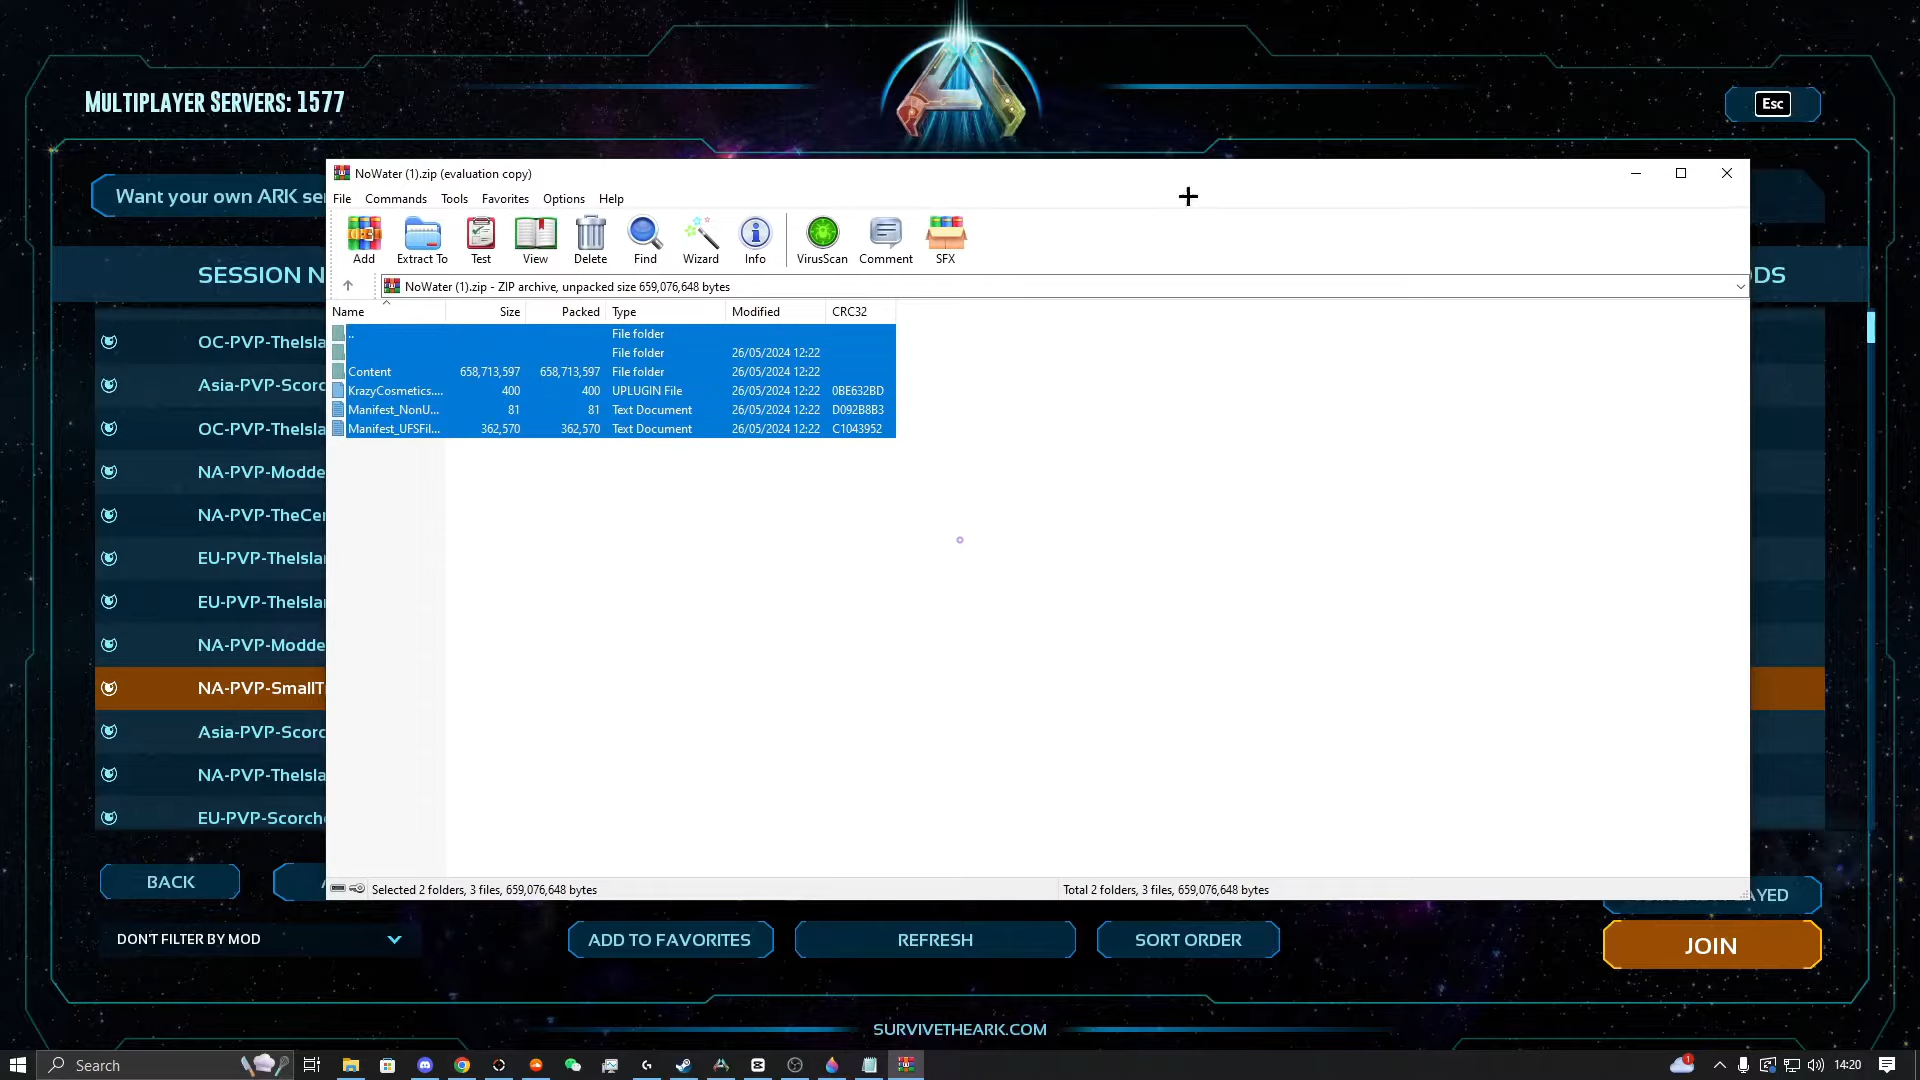 MULTIPLAYER SERVERS: 1577
Esc
Want your own ARK se
SESSION N
DS
NoWater (1).zip (evaluation copy)
File Commands Tools Favorites Options Help
Add Extract To Test View Delete Find Wizard Info VirusScan Comment SFX
NoWater (1).zip - ZIP archive, unpacked size 659,076,648 bytes
Name Size Packed Type Modified CRC32
.. File folder
File folder 26/05/2024 12:22
Content 658,713,597 658,713,597 File folder 26/05/2024 12:22
KrazyCosmetics.... 400 400 UPLUGIN File 26/05/2024 12:22 0BE632BD
Manifest_NonU... 81 81 Text Document 26/05/2024 12:22 D092B8B3
Manifest_UFSFil... 362,570 362,570 Text Document 26/05/2024 12:22 C1043952
OC-PVP-TheIsla
Asia-PVP-Scorc
OC-PVP-TheIsla
NA-PVP-Modde
NA-PVP-TheCe
EU-PVP-TheIsla
EU-PVP-TheIsla
NA-PVP-Modde
NA-PVP-SmallT
Asia-PVP-Scorc
NA-PVP-TheIsla
EU-PVP-Scorch
Selected 2 folders, 3 files, 659,076,648 bytes
Total 2 folders, 3 files, 659,076,648 bytes
BACK
AYED
DON'T FILTER BY MOD
ADD TO FAVORITES
REFRESH
SORT ORDER
JOIN
SURVIVETHEARK.COM
Search
1
14:20